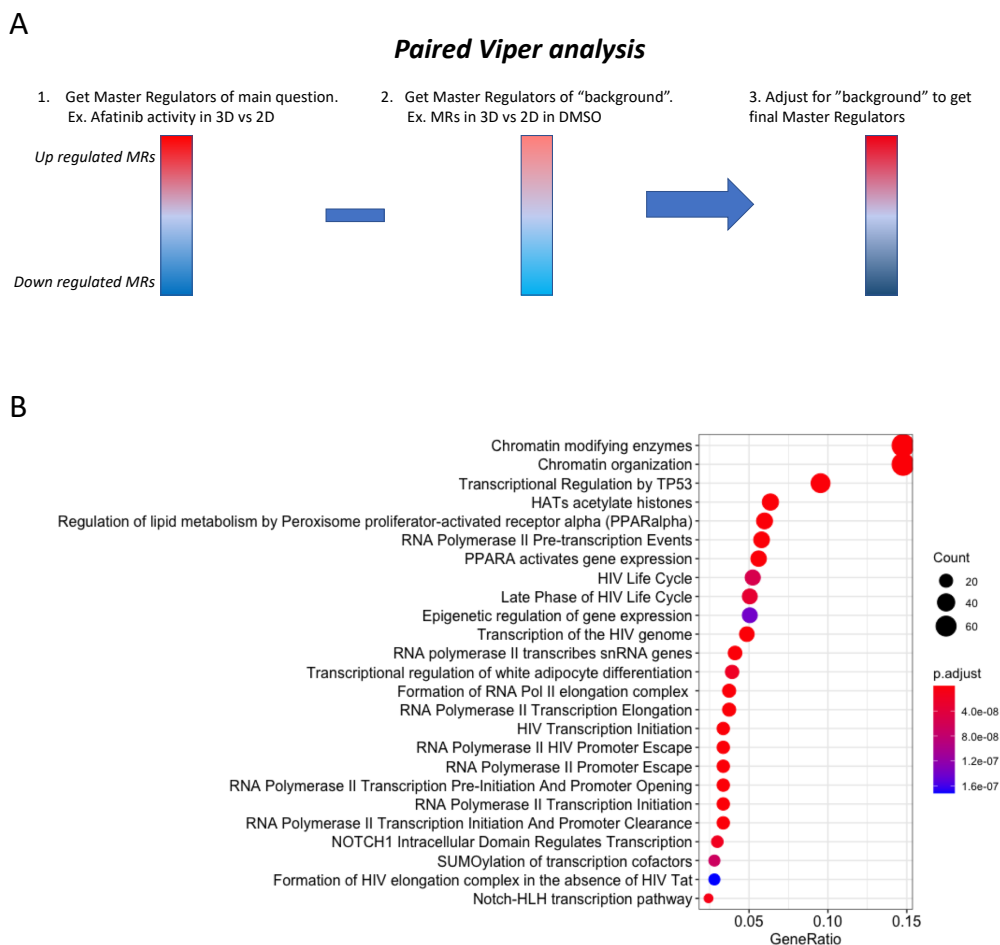 A
Paired Viper analysis
1. Get Master Regulators of main question.
Ex. Afatinib activity in 3D vs 2D
2. Get Master Regulators of “background”.
Ex. MRs in 3D vs 2D in DMSO
3. Adjust for ”background” to get
final Master Regulators
Up regulated MRs
Down regulated MRs
B
Chromatin modifying enzymes
Chromatin organization
Transcriptional Regulation by TP53
HATs acetylate histones
Regulation of lipid metabolism by Peroxisome proliferator-activated receptor alpha (PPARalpha)
RNA Polymerase II Pre-transcription Events
PPARA activates gene expression
HIV Life Cycle
Late Phase of HIV Life Cycle
Epigenetic regulation of gene expression
Transcription of the HIV genome
RNA polymerase II transcribes snRNA genes
Transcriptional regulation of white adipocyte differentiation
Formation of RNA Pol II elongation complex
RNA Polymerase II Transcription Elongation
HIV Transcription Initiation
RNA Polymerase II HIV Promoter Escape
RNA Polymerase II Promoter Escape
RNA Polymerase II Transcription Pre-Initiation And Promoter Opening
RNA Polymerase II Transcription Initiation
RNA Polymerase II Transcription Initiation And Promoter Clearance
NOTCH1 Intracellular Domain Regulates Transcription
SUMOylation of transcription cofactors
Formation of HIV elongation complex in the absence of HIV Tat
Notch-HLH transcription pathway
0.05 0.10 0.15
GeneRatio
Count
20
40
60
p.adjust
4.0e-08
8.0e-08
1.2e-07
1.6e-07